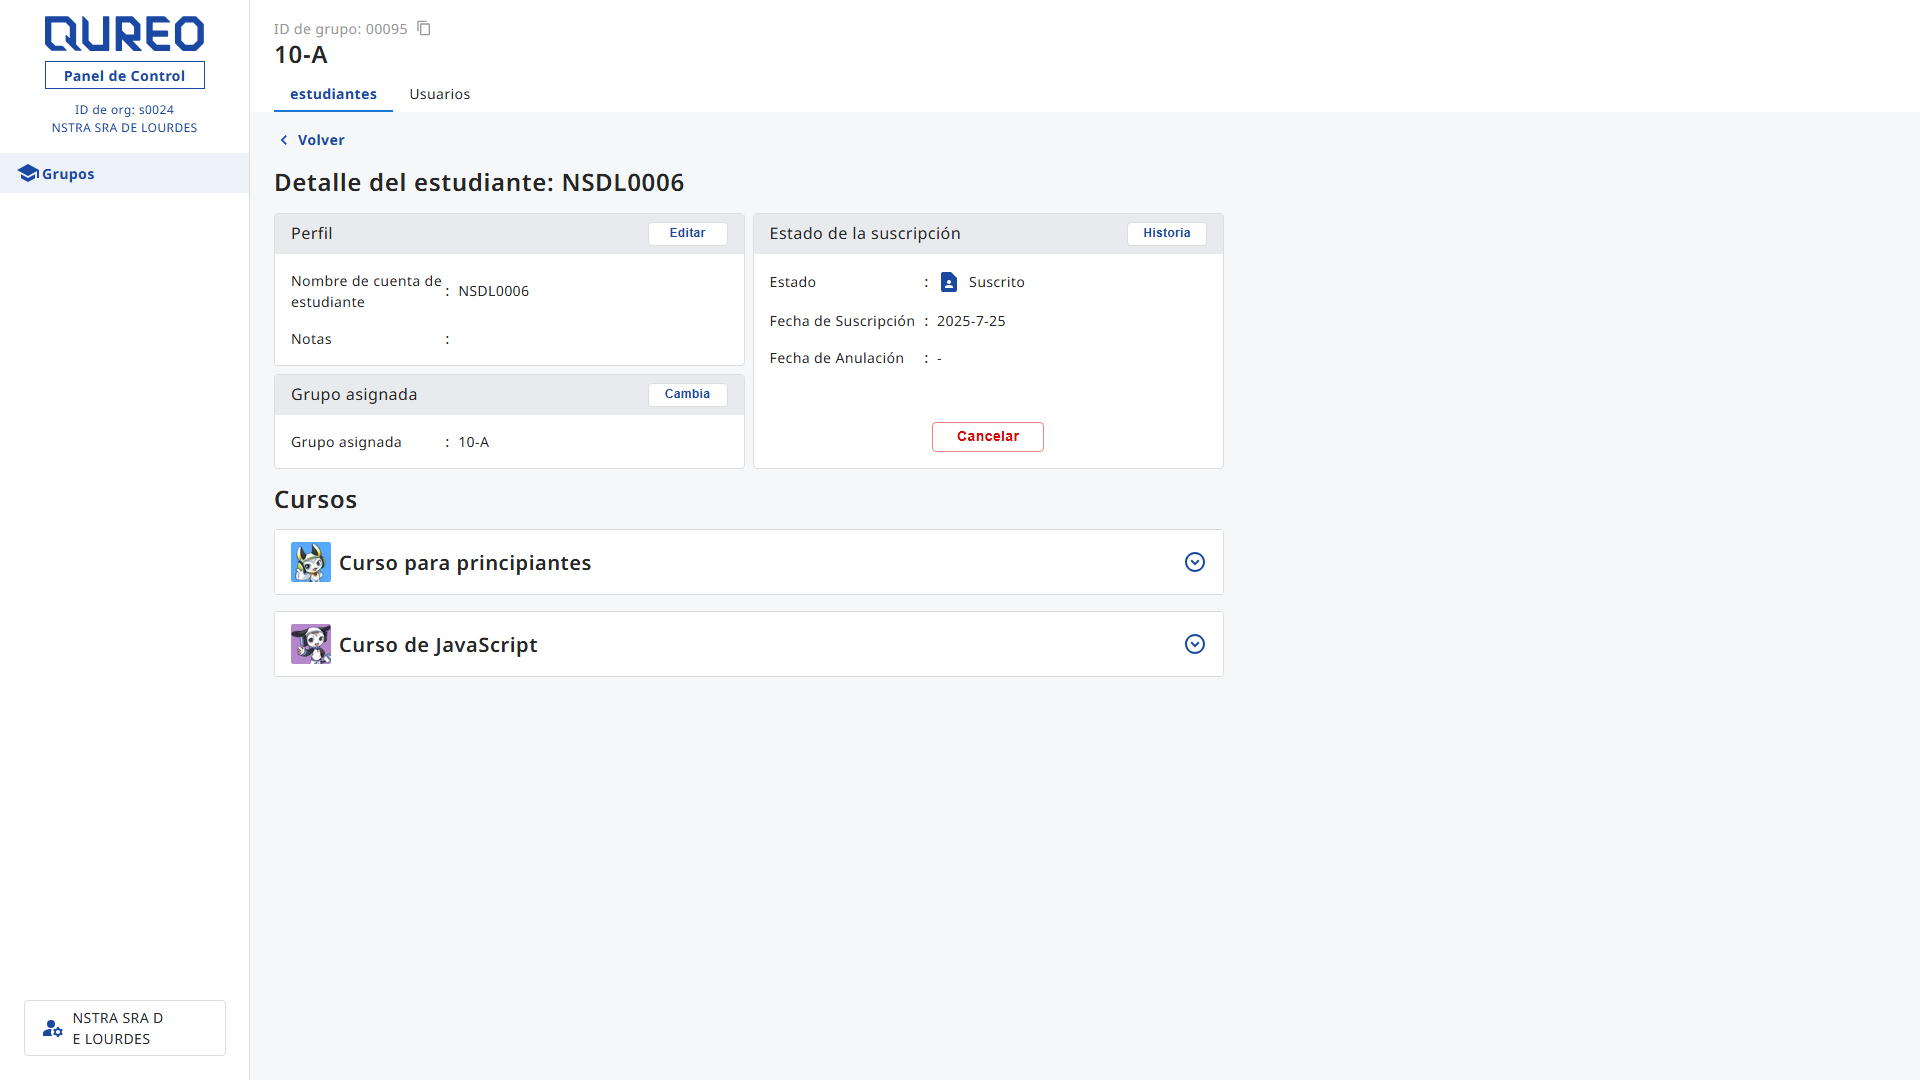 QUREO
Panel de Control
ID de org: s0024
NSTRA SRA DE LOURDES
Grupos
NSTRA SRA D
E LOURDES
ID de grupo: 00095
10-A
estudiantes
Usuarios
Volver
Detalle del estudiante: NSDL0006
Perfil
Editar
Nombre de cuenta de
estudiante
: NSDL0006
Notas :
Grupo asignada
Cambia
Grupo asignada : 10-A
Estado de la suscripción
Historia
Estado : Suscrito
Fecha de Suscripción : 2025-7-25
Fecha de Anulación : -
Cancelar
Cursos
Curso para principiantes
Curso de JavaScript